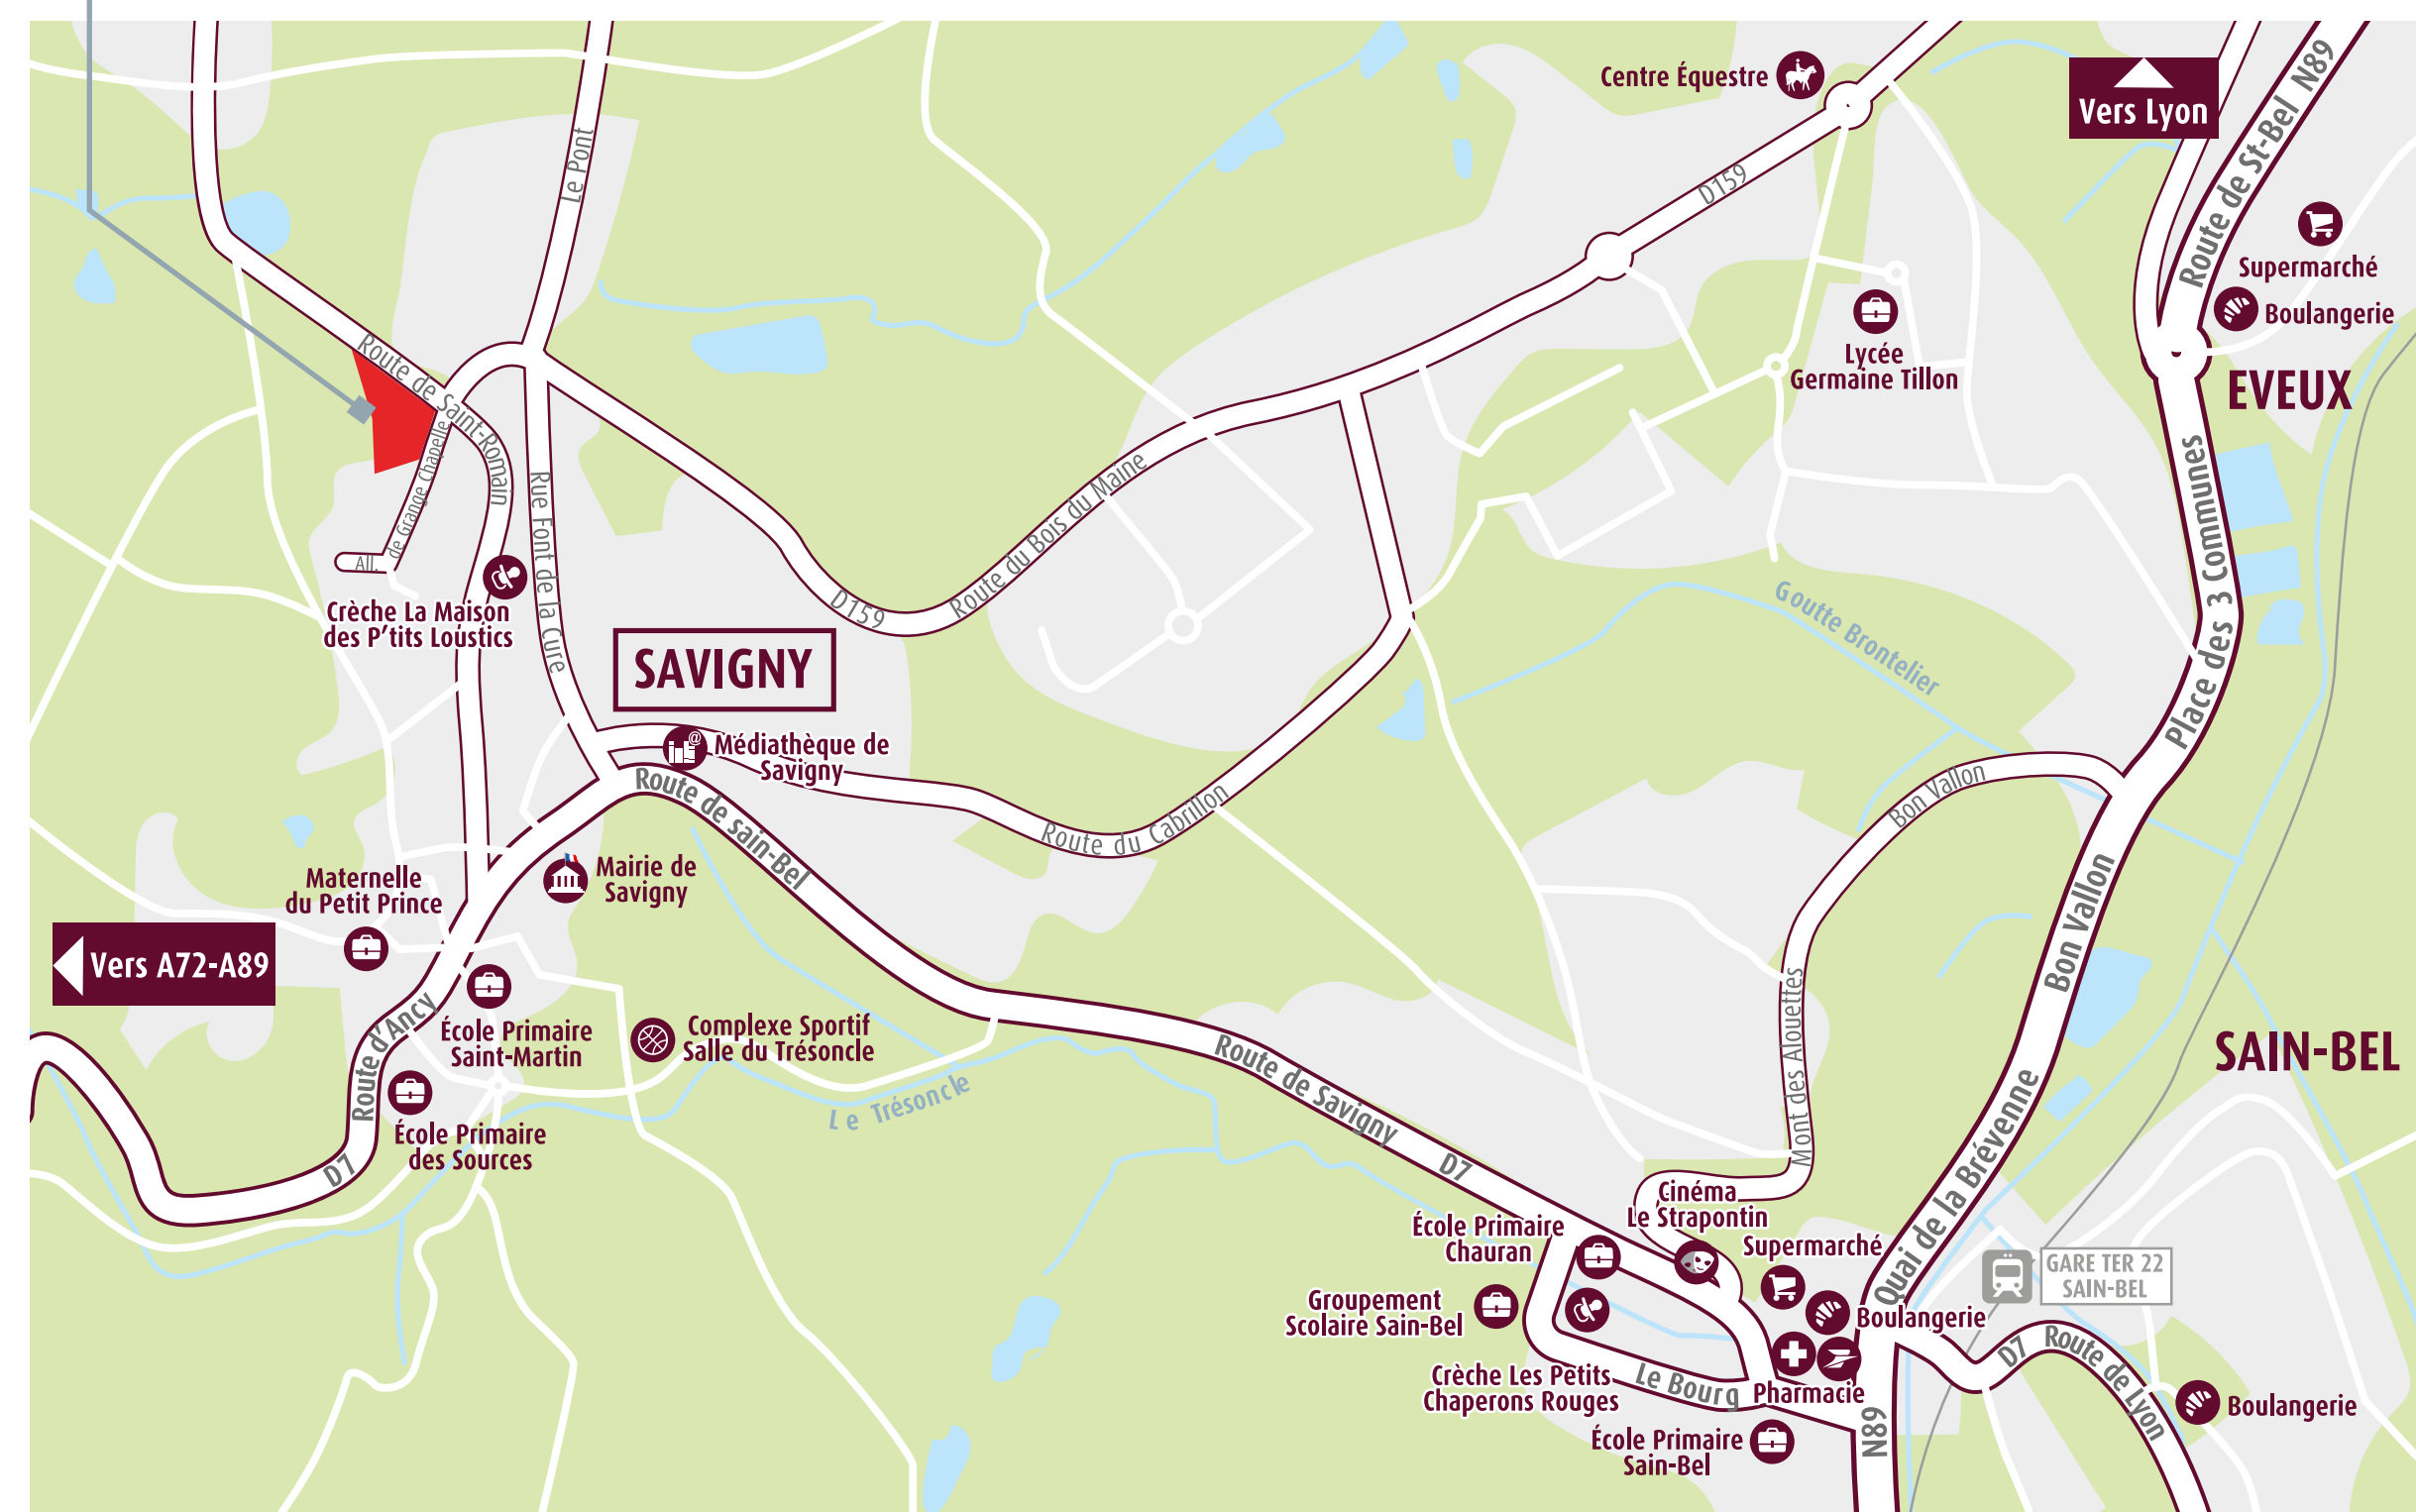 Centre Équestre
Vers Lyon
Route de St-Bel N89
Le Pont
D159
Supermarché
Boulangerie
Lycée
Germaine Tillon
EVEUX
Route de Saint-Romain
All. de Grange Chapelle
Rue Font de la Cure
Route du Bois du Maine
D159
Place des 3 Communes
Crèche La Maison
des P'tits Loustics
SAVIGNY
Goutte Brontelier
Médiathèque de
Savigny
@
Route de sain-Bel
Route du Cabrillon
Bon Vallon
Bon Vallon
Mairie de
Savigny
Maternelle
du Petit Prince
Vers A72-A89
École Primaire
Saint-Martin
Complexe Sportif
Salle du Trésoncle
Route d'Ancy
Le Trésoncle
École Primaire
des Sources
D7
Route de Savigny
D7
Mont des Alouettes
SAIN-BEL
Quai de la Brévenne
Cinéma
Le Strapontin
École Primaire
Chauran
Supermarché
GARE TER 22
SAIN-BEL
Groupement
Scolaire Sain-Bel
Boulangerie
D7 Route de Lyon
Crèche Les Petits
Chaperons Rouges
Le Bourg
Pharmacie
Boulangerie
N89
École Primaire
Sain-Bel